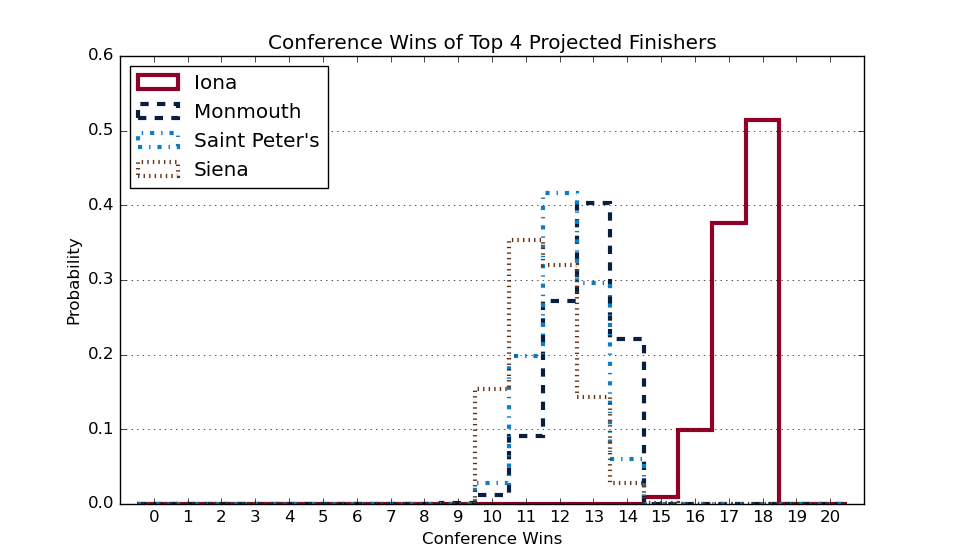 Conference Wins of Top 4 Projected Finishers
0.6
0.5
0.4
0.3
0.2
0.1
0.0
Probability
Iona
Monmouth
Saint Peter's
Siena
0 1 2 3 4 5 6 7 8 9 10 11 12 13 14 15 16 17 18 19 20
Conference Wins